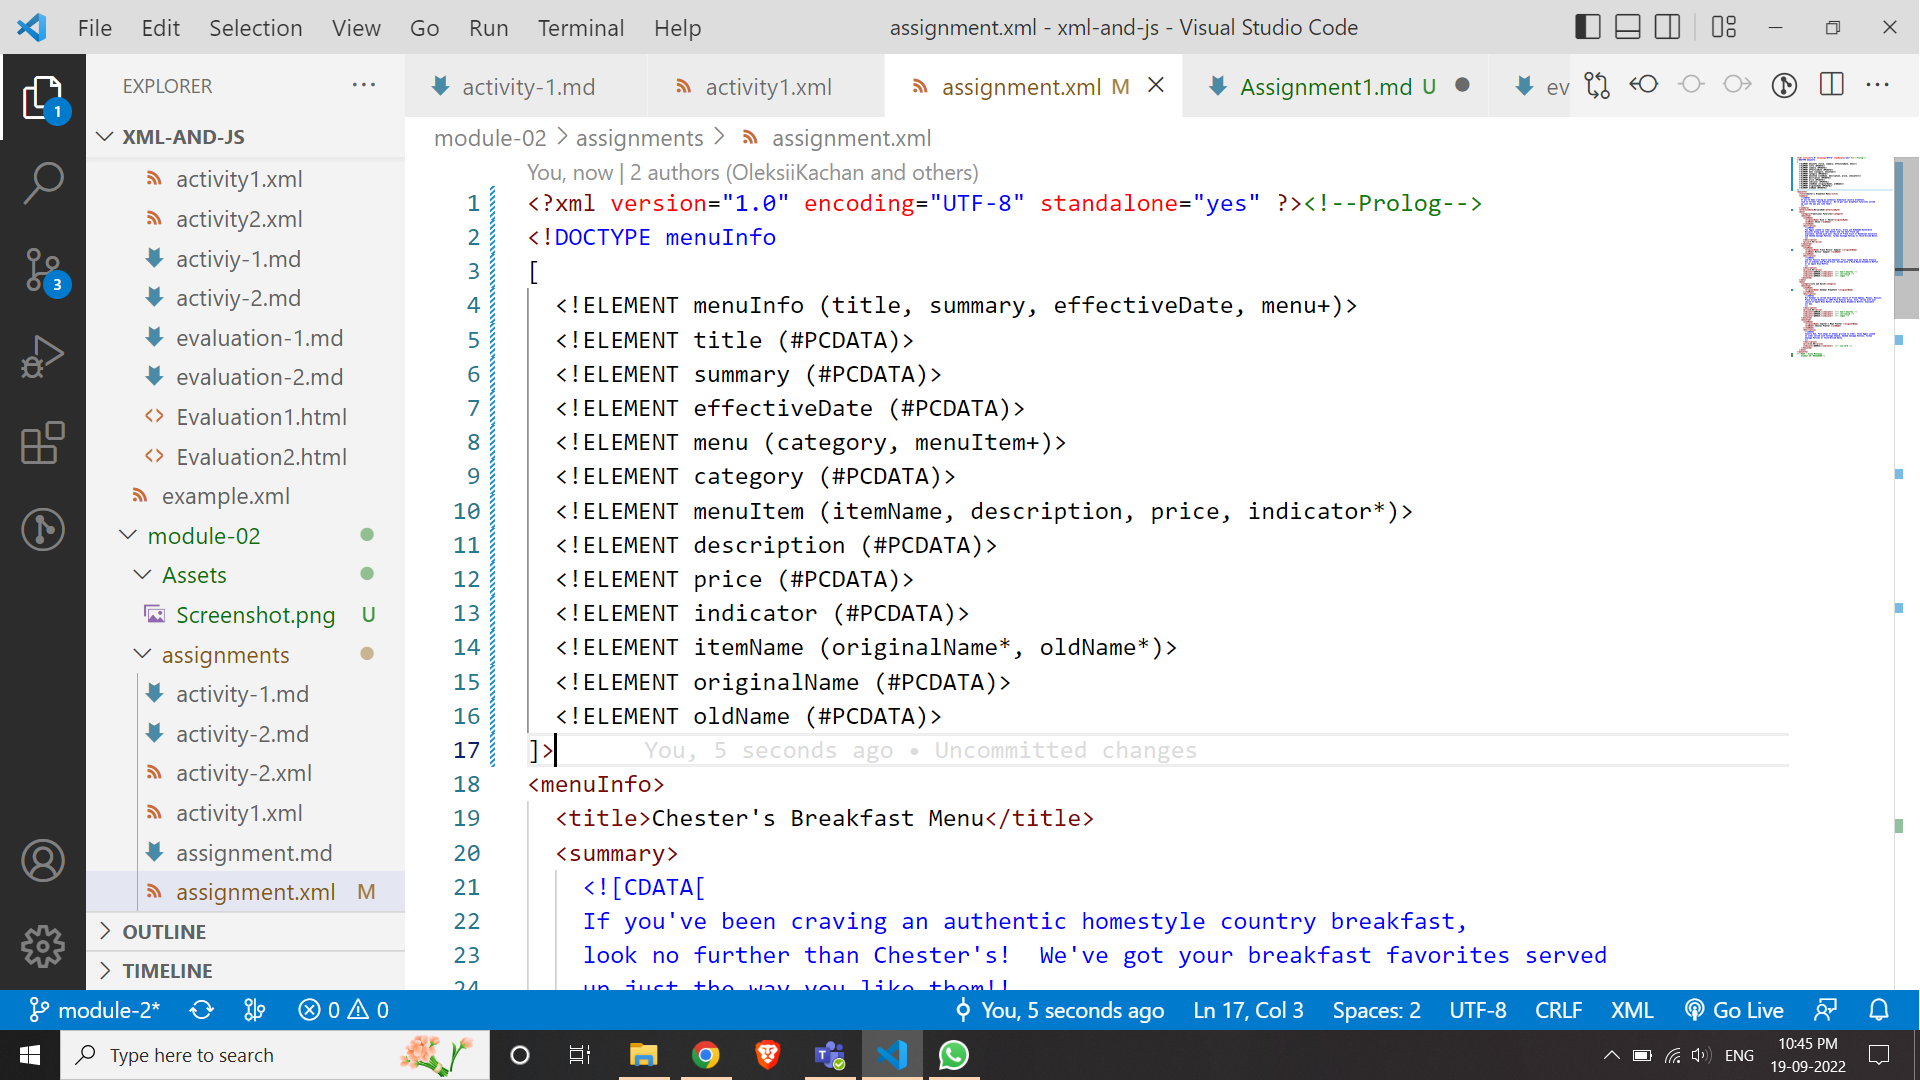 File Edit Selection View Go Run Terminal Help
assignment.xml - xml-and-js - Visual Studio Code
EXPLORER
activity-1.md
activity1.xml
assignment.xml M
Assignment1.md U
ev
1
XML-AND-JS
module-02 > assignments > assignment.xml
activity1.xml
activity2.xml
activiy-1.md
activiy-2.md
evaluation-1.md
evaluation-2.md
Evaluation1.html
Evaluation2.html
example.xml
module-02
Assets
Screenshot.png U
assignments
activity-1.md
activity-2.md
activity-2.xml
activity1.xml
assignment.md
assignment.xml M
OUTLINE
TIMELINE
3
You, now | 2 authors (OleksiiKachan and others)
1 <?xml version="1.0" encoding="UTF-8" standalone="yes" ?><!--Prolog-->
2 <!DOCTYPE menuInfo
3 [
4 <!ELEMENT menuInfo (title, summary, effectiveDate, menu+)>
5 <!ELEMENT title (#PCDATA)>
6 <!ELEMENT summary (#PCDATA)>
7 <!ELEMENT effectiveDate (#PCDATA)>
8 <!ELEMENT menu (category, menuItem+)>
9 <!ELEMENT category (#PCDATA)>
10 <!ELEMENT menuItem (itemName, description, price, indicator*)>
11 <!ELEMENT description (#PCDATA)>
12 <!ELEMENT price (#PCDATA)>
13 <!ELEMENT indicator (#PCDATA)>
14 <!ELEMENT itemName (originalName*, oldName*)>
15 <!ELEMENT originalName (#PCDATA)>
16 <!ELEMENT oldName (#PCDATA)>
17 ]> You, 5 seconds ago • Uncommitted changes
18 <menuInfo>
19 <title>Chester's Breakfast Menu</title>
20 <summary>
21 <![CDATA[
22 If you've been craving an authentic homestyle country breakfast,
23 look no further than Chester's!  We've got your breakfast favorites served
24 up just the way you like them!!
module-2* 0 0 You, 5 seconds ago Ln 17, Col 3 Spaces: 2 UTF-8 CRLF XML Go Live
Type here to search
ENG
10:45 PM
19-09-2022